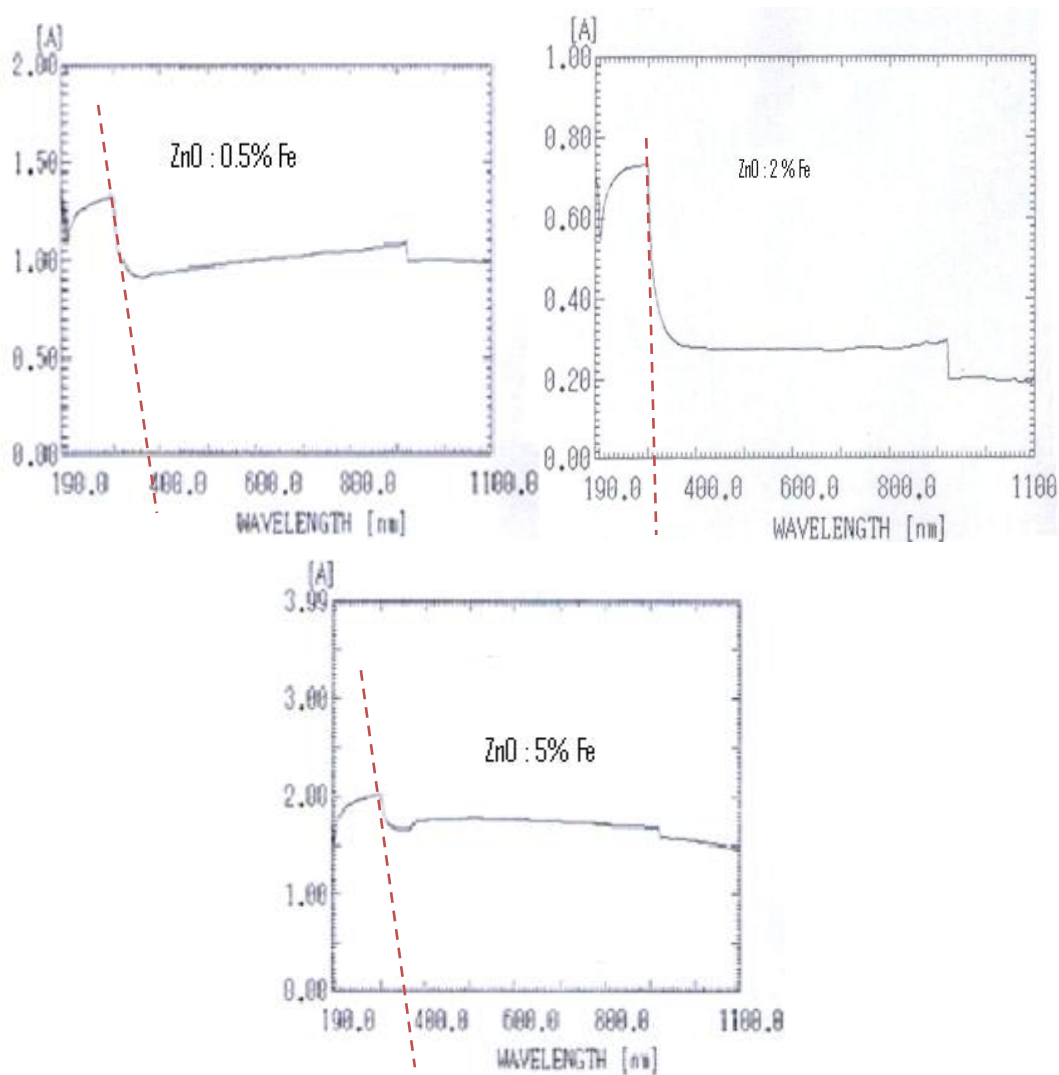 [A]
2.00
1.50
1.00
0.50
0.00
190.0 400.0 600.0 800.0 1100.0
WAVELENGTH [nm]
ZnO : 0.5% Fe
[A]
1.00
0.80
0.60
0.40
0.20
0.00
190.0 400.0 600.0 800.0 1100
WAVELENGTH [nm]
ZnO : 2 % Fe
[A]
3.99
3.00
2.00
1.00
0.00
190.0 400.0 600.0 800.0 1100.0
WAVELENGTH [nm]
ZnO : 5% Fe